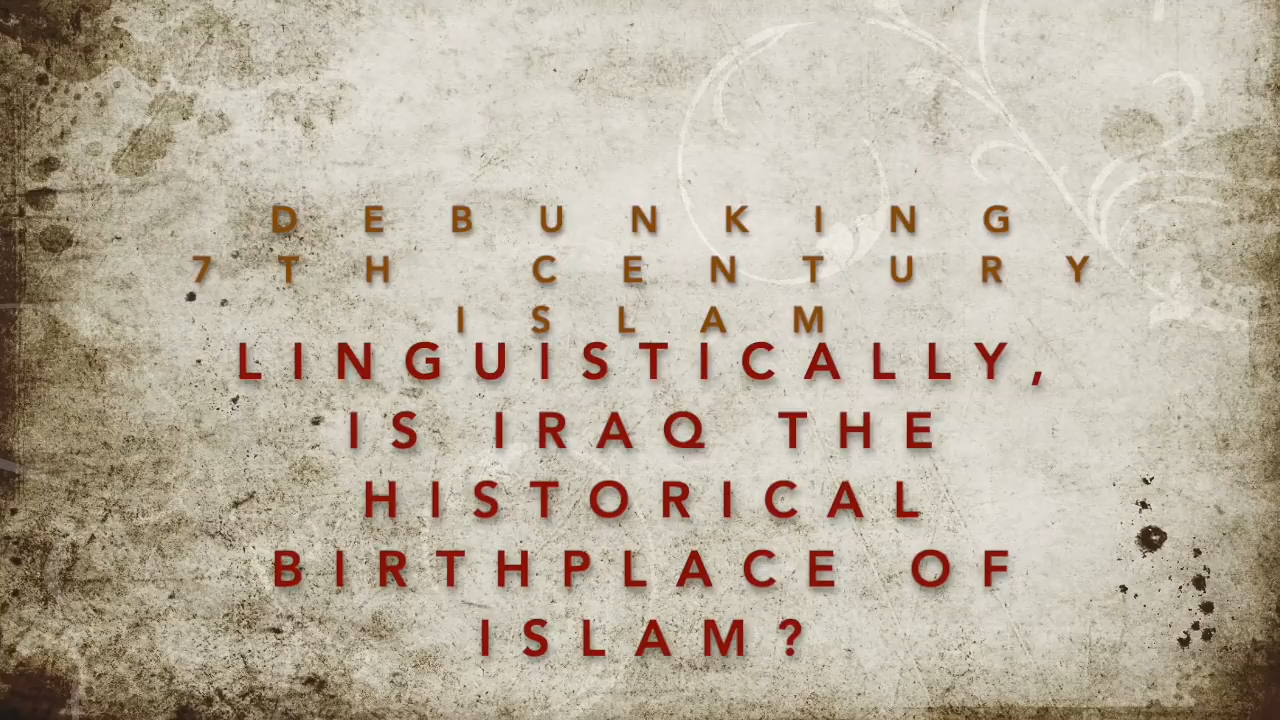 DEBUNKING
7TH CENTURY
ISLAM
LINGUISTICALLY,
IS IRAQ THE
HISTORICAL
BIRTHPLACE OF
ISLAM?